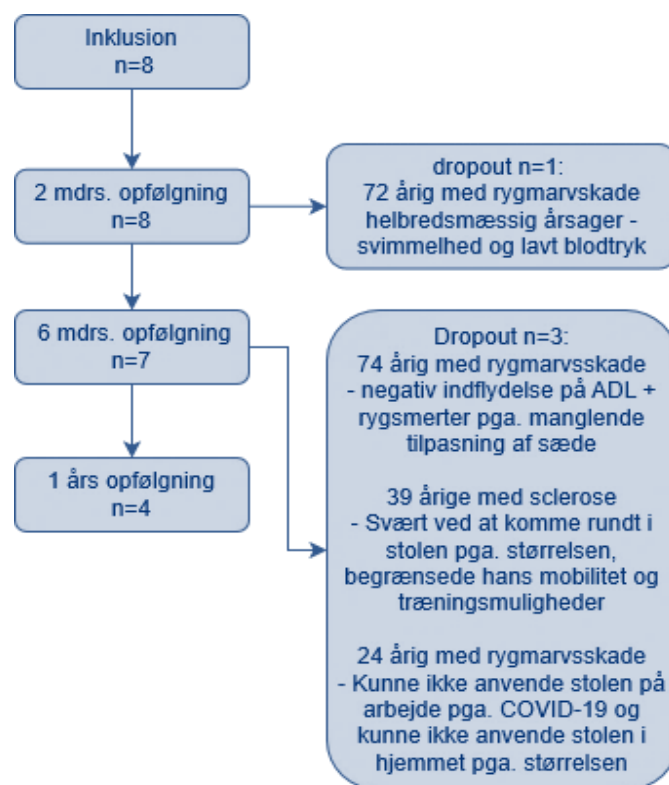 Inklusion
n=8
2 mdrs. opfølgning
n=8
dropout n=1:
72 årig med rygmarvskade
helbredsmæssig årsager -
svimmelhed og lavt blodtryk
6 mdrs. opfølgning
n=7
Dropout n=3:
74 årig med rygmarvsskade
- negativ indflydelse på ADL +
rygsmerter pga. manglende
tilpasning af sæde
39 årige med sclerose
- Svært ved at komme rundt i
stolen pga. størrelsen,
begrænsede hans mobilitet og
træningsmuligheder
24 årig med rygmarvsskade
- Kunne ikke anvende stolen på
arbejde pga. COVID-19 og
kunne ikke anvende stolen i
hjemmet pga. størrelsen
1 års opfølgning
n=4